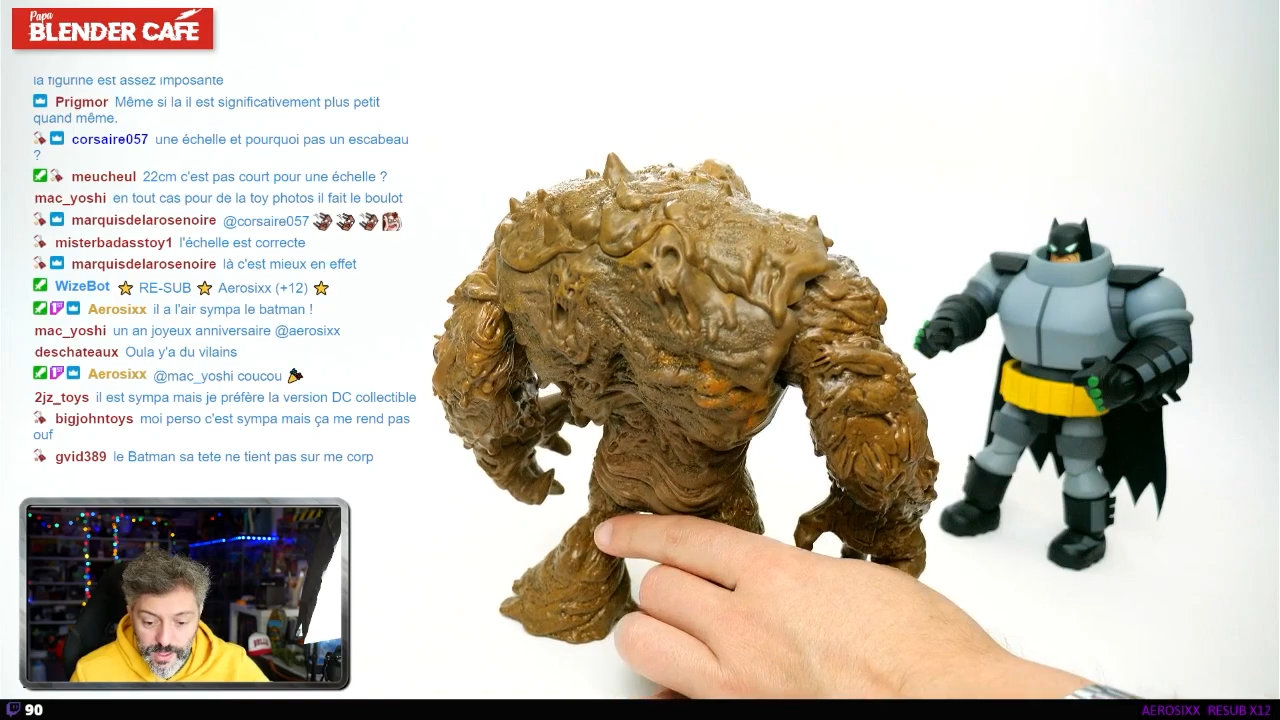 Papa
BLENDER CAFÉ
la figurine est assez imposante
Prigmor Même si la il est significativement plus petit
quand même.
corsaire057 une échelle et pourquoi pas un escabeau
?
meucheul 22cm c'est pas court pour une échelle ?
mac_yoshi en tout cas pour de la toy photos il fait le boulot
marquisdelarosenoire @corsaire057
misterbadasstoy1 l'échelle est correcte
marquisdelarosenoire là c'est mieux en effet
WizeBot RE-SUB Aerosixx (+12)
Aerosixx il a l'air sympa le batman !
mac_yoshi un an joyeux anniversaire @aerosixx
deschateaux Oula y'a du vilains
Aerosixx @mac_yoshi coucou
2jz_toys il est sympa mais je préfère la version DC collectible
bigjohntoys moi perso c'est sympa mais ça me rend pas
ouf
gvid389 le Batman sa tete ne tient pas sur me corp
90
AEROSIXX RESUB X12